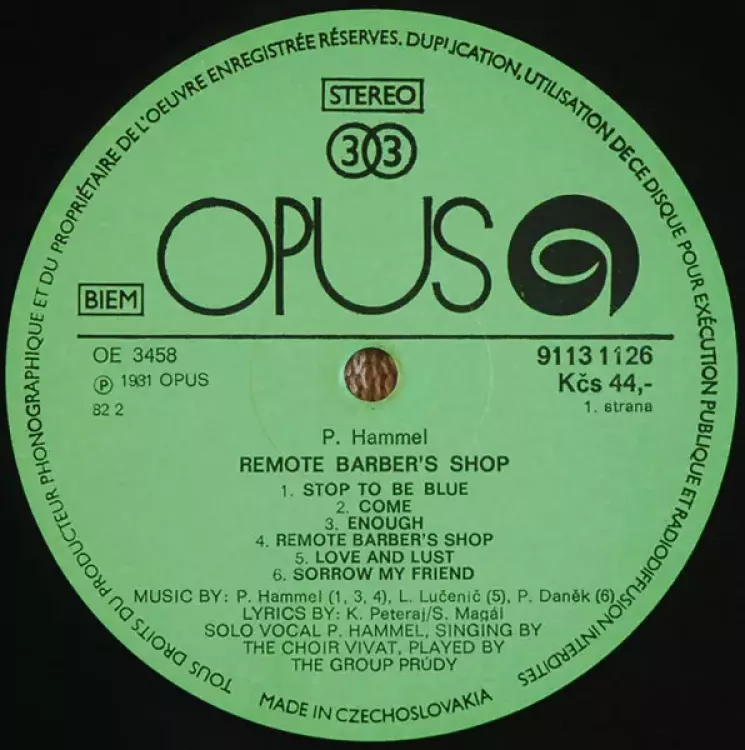 TOUS DROITS DU PRODUCTEUR PHONOGRAPHIQUE ET DU PROPRIÉTAIRE DE L'OEUVRE ENREGISTRÉE RÉSERVES. DUPLICATION, UTILISATION DE CE DISQUE POUR EXÉCUTION PUBLIQUE ET RADIODIFFUSION INTERDITES
STEREO
33
OPUS
BIEM
OE 3458
9113 1126
Ⓟ 1981 OPUS
Kčs 44,-
82 2
1. strana
P. Hammel
REMOTE BARBER'S SHOP
1. STOP TO BE BLUE
2. COME
3. ENOUGH
4. REMOTE BARBER'S SHOP
5. LOVE AND LUST
6. SORROW MY FRIEND
MUSIC BY: P. Hammel (1, 3, 4), L. Lučenič (5), P. Daněk (6)
LYRICS BY: K. Peteraj/S. Magál
SOLO VOCAL P. HAMMEL, SINGING BY
THE CHOIR VIVAT, PLAYED BY
THE GROUP PRÚDY
MADE IN CZECHOSLOVAKIA